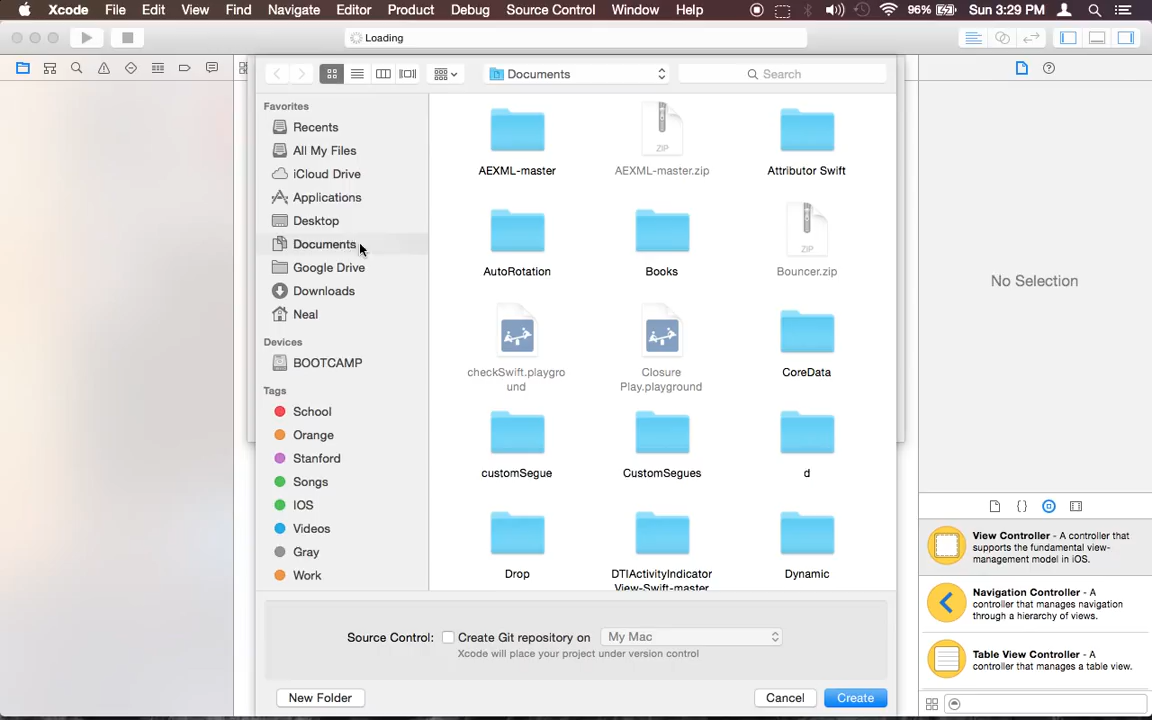 Xcode File Edit View Find Navigate Editor Product Debug Source Control Window Help 96% Sun 3:29 PM
Loading
Documents
Search
Favorites
Recents
All My Files
iCloud Drive
Applications
Desktop
Documents
Google Drive
Downloads
Neal
Devices
BOOTCAMP
Tags
School
Orange
Stanford
Songs
IOS
Videos
Gray
Work
ZIP
AEXML-master AEXML-master.zip Attributor Swift
ZIP
AutoRotation Books Bouncer.zip
checkSwift.playgro Closure CoreData
und Play.playground
customSegue CustomSegues d
Drop DTIActivityIndicator Dynamic
View-Swift-master
Source Control: Create Git repository on My Mac
Xcode will place your project under version control
New Folder Cancel Create
No Selection
View Controller - A controller that
supports the fundamental view-
management model in iOS.
Navigation Controller - A
controller that manages navigation
through a hierarchy of views.
Table View Controller - A
controller that manages a table view.